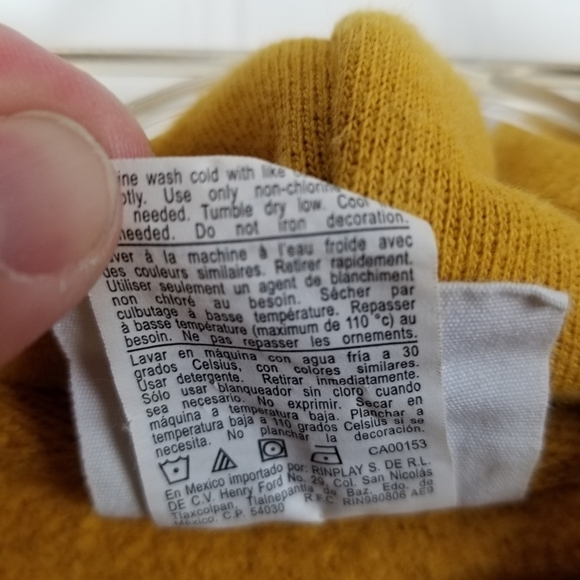 wash cold with like
Use only non-chlorine
needed. Tumble dry low. Cool
needed. Do not iron decoration.
à la machine à l'eau froide avec
des couleurs similaires. Retirer rapidement.
Utiliser seulement un agent de blanchiment
non chloré au besoin. Sécher par
culbutage à basse température. Repasser
à basse température (maximum de 110 °c) au
besoin. Ne pas repasser les ornements.
Lavar en máquina con agua fría a 30
grados Celsius, con colores similares.
Usar detergente. Retirar inmediatamente.
Sólo usar blanqueador sin cloro cuando
sea necesario. No exprimir. Secar en
máquina a temperatura baja. Planchar a
temperatura baja a 110 grados Celsius si se
necesita. No planchar la decoración.
CA00153
En Mexico importado por: RINPLAY S. DE R.L.
DE C.V. Henry Ford No. 29, Col. San Nicolas
Tlaxcolpan, Tlalnepantla de Baz. Edo. de
México. C.P. 54030 R.F.C. RIN980806 AE9